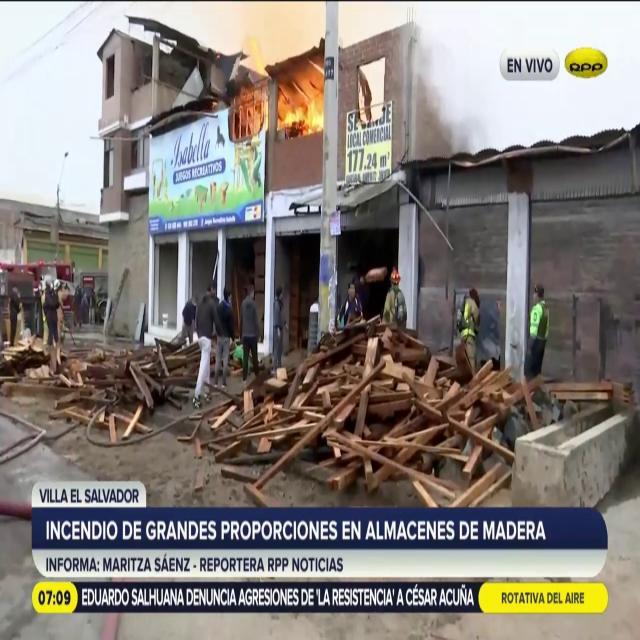 EN VIVO
RPP
Isabella
JUEGOS RECREATIVOS
SE
LOCAL COMERCIAL
177.24 m²
VILLA EL SALVADOR
INCENDIO DE GRANDES PROPORCIONES EN ALMACENES DE MADERA
INFORMA: MARITZA SÁENZ - REPORTERA RPP NOTICIAS
07:09
EDUARDO SALHUANA DENUNCIA AGRESIONES DE 'LA RESISTENCIA' A CÉSAR ACUÑA
ROTATIVA DEL AIRE